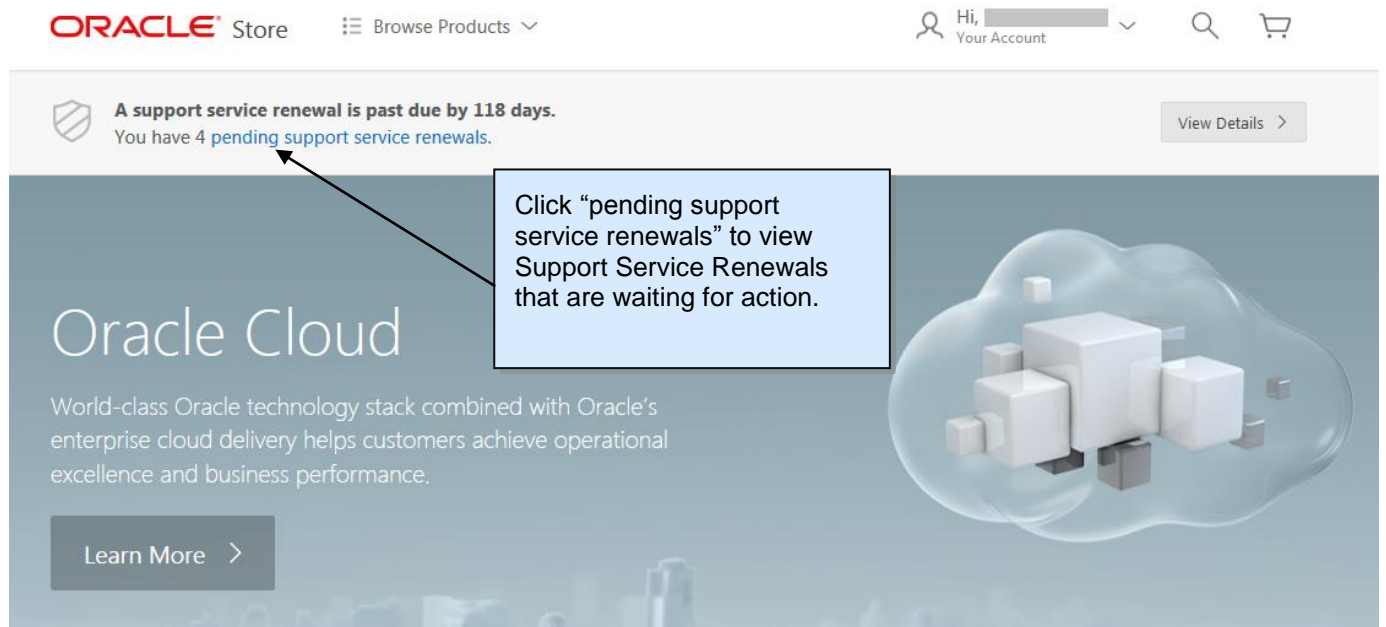 ORACLE® Store
Browse Products
Hi,
Your Account
A support service renewal is past due by 118 days.
You have 4 pending support service renewals.
View Details >
Click “pending support
service renewals” to view
Support Service Renewals
that are waiting for action.
Oracle Cloud
World-class Oracle technology stack combined with Oracle’s
enterprise cloud delivery helps customers achieve operational
excellence and business performance.
Learn More >